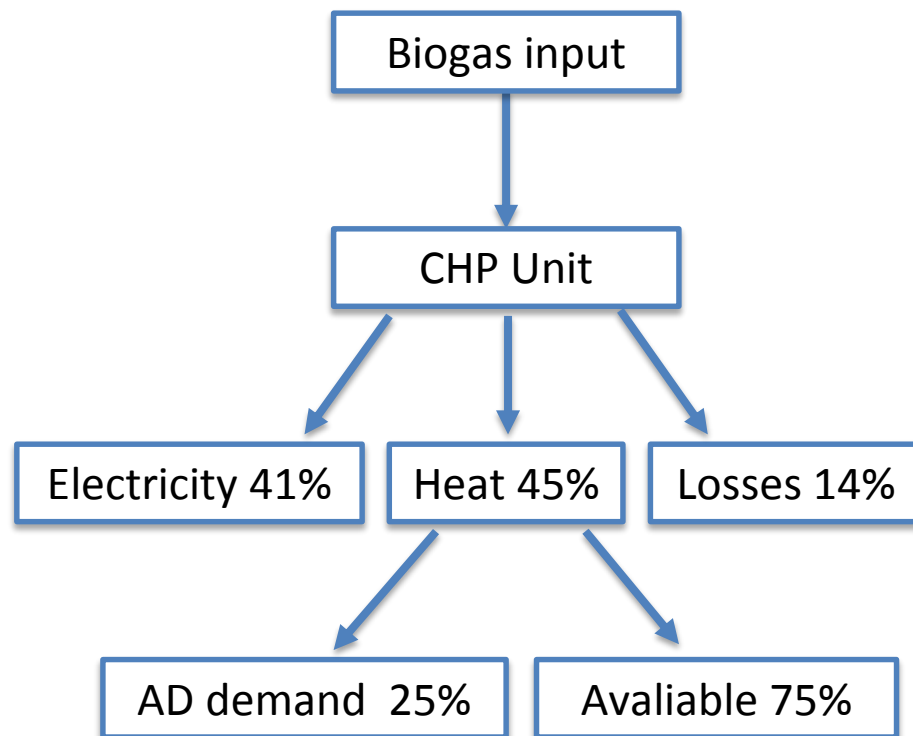 Biogas input
CHP Unit
Electricity 41%
Heat 45%
Losses 14%
AD demand  25%
Avaliable 75%